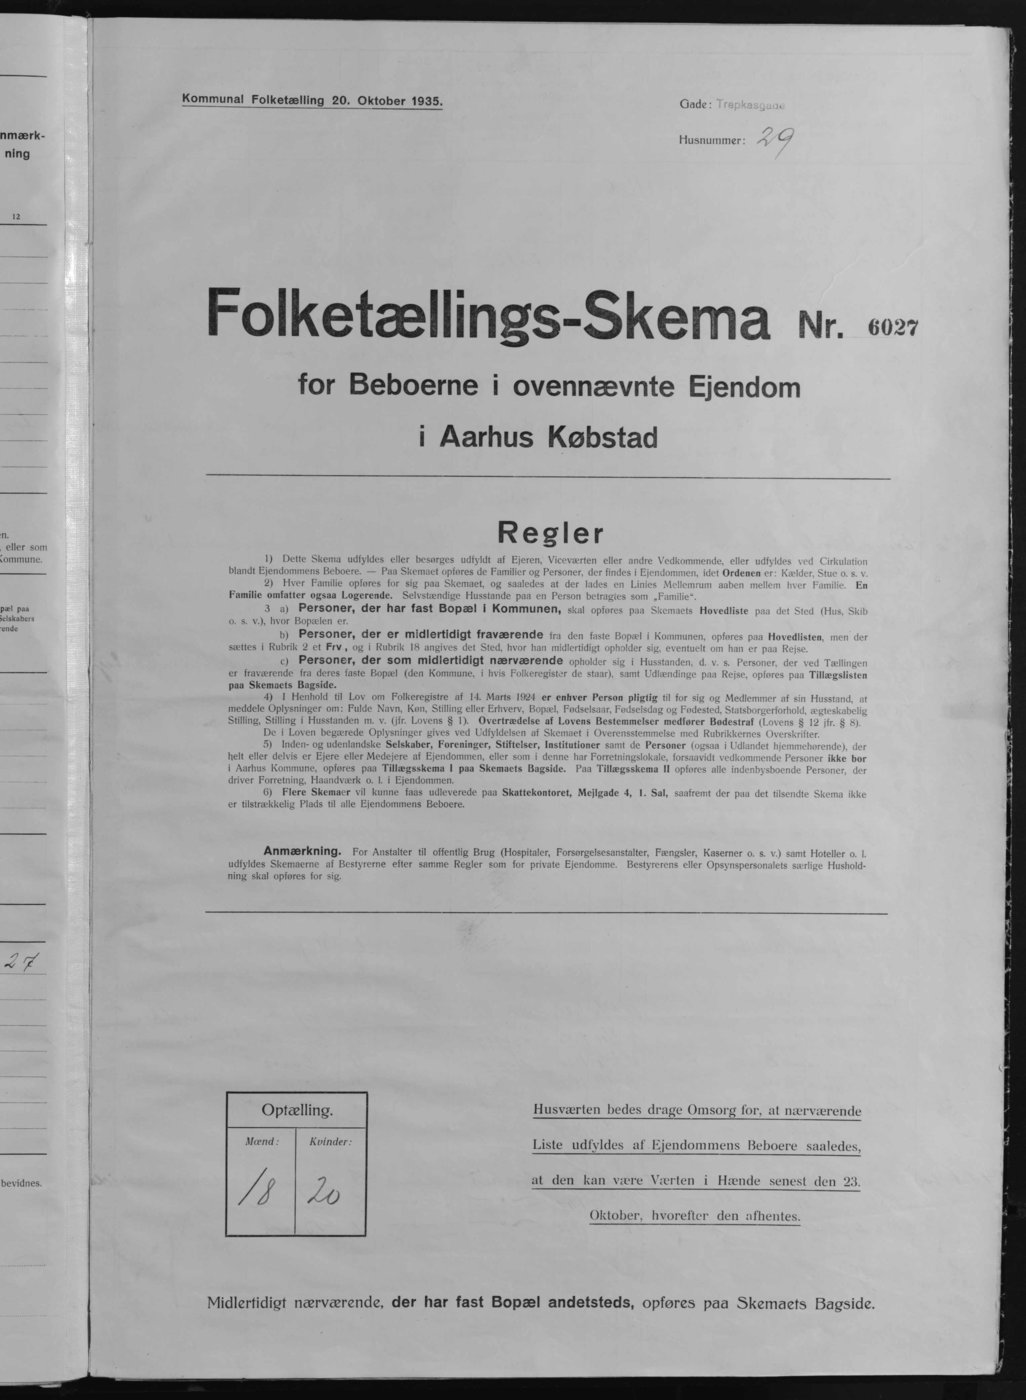 nmærk-
ning
12
en.
, eller som
Kommune.
pæl paa
Selskabers
rende
27
bevidnes.
Kommunal Folketælling 20. Oktober 1935.
Gade: Trepkasgade
Husnummer: 29
Folketællings-Skema Nr. 6027
for Beboerne i ovennævnte Ejendom
i Aarhus Købstad
Regler
1) Dette Skema udfyldes eller besørges udfyldt af Ejeren, Viceværten eller andre Vedkommende, eller udfyldes ved Cirkulation
blandt Ejendommens Beboere. — Paa Skemaet opføres de Familier og Personer, der findes i Ejendommen, idet Ordenen er: Kælder, Stue o. s. v.
2) Hver Familie opføres for sig paa Skemaet, og saaledes at der lades en Linies Mellemrum aaben mellem hver Familie. En
Familie omfatter ogsaa Logerende. Selvstændige Husstande paa en Person betragtes som „Familie“.
3 a) Personer, der har fast Bopæl i Kommunen, skal opføres paa Skemaets Hovedliste paa det Sted (Hus, Skib
o. s. v.), hvor Bopælen er.
b) Personer, der er midlertidigt fraværende fra den faste Bopæl i Kommunen, opføres paa Hovedlisten, men der
sættes i Rubrik 2 et Frv., og i Rubrik 18 angives det Sted, hvor han midlertidigt opholder sig, eventuelt om han er paa Rejse.
c) Personer, der som midlertidigt nærværende opholder sig i Husstanden, d. v. s. Personer, der ved Tællingen
er fraværende fra deres faste Bopæl (den Kommune, i hvis Folkeregister de staar), samt Udlændinge paa Rejse, opføres paa Tillægslisten
paa Skemaets Bagside.
4) I Henhold til Lov om Folkeregistre af 14. Marts 1924 er enhver Person pligtig til for sig og Medlemmer af sin Husstand, at
meddele Oplysninger om: Fulde Navn, Køn, Stilling eller Erhverv, Bopæl, Fødselsaar, Fødselsdag og Fødested, Statsborgerforhold, ægteskabelig
Stilling, Stilling i Husstanden m. v. (jfr. Lovens § 1). Overtrædelse af Lovens Bestemmelser medfører Bødestraf (Lovens § 12 jfr. § 8).
De i Loven begærede Oplysninger gives ved Udfyldelsen af Skemaet i Overensstemmelse med Rubrikkernes Overskrifter.
5) Inden- og udenlandske Selskaber, Foreninger, Stiftelser, Institutioner samt de Personer (ogsaa i Udlandet hjemmehørende), der
helt eller delvis er Ejere eller Medejere af Ejendommen, eller som i denne har Forretningslokale, forsaavidt vedkommende Personer ikke bor
i Aarhus Kommune, opføres paa Tillægsskema I paa Skemaets Bagside. Paa Tillægsskema II opføres alle indenbysboende Personer, der
driver Forretning, Haandværk o. l. i Ejendommen.
6) Flere Skemaer vil kunne faas udleverede paa Skattekontoret, Mejlgade 4, 1. Sal, saafremt der paa det tilsendte Skema ikke
er tilstrækkelig Plads til alle Ejendommens Beboere.
Anmærkning. For Anstalter til offentlig Brug (Hospitaler, Forsørgelsesanstalter, Fængsler, Kaserner o. s. v.) samt Hoteller o. l.
udfyldes Skemaerne af Bestyrerne efter samme Regler som for private Ejendomme. Bestyrerens eller Opsynspersonalets særlige Hushold-
ning skal opføres for sig.
Optælling.
Mænd: Kvinder:
18 20
Husværten bedes drage Omsorg for, at nærværende
Liste udfyldes af Ejendommens Beboere saaledes,
at den kan være Værten i Hænde senest den 23.
Oktober, hvorefter den afhentes.
Midlertidigt nærværende, der har fast Bopæl andetsteds, opføres paa Skemaets Bagside.